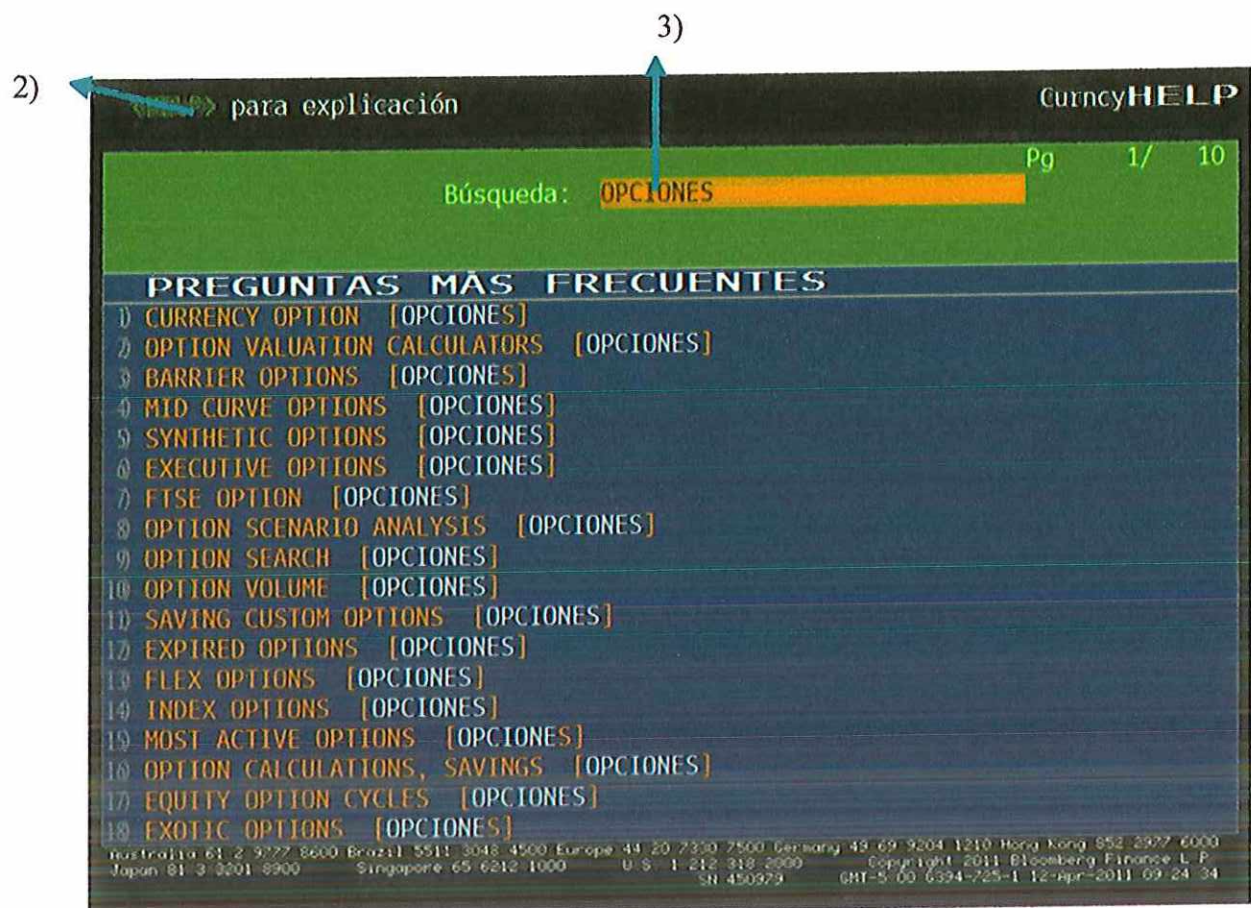 3)
2)
<HELP> para explicación CurncyHELP
Pg 1/ 10
Búsqueda: OPCIONES
PREGUNTAS MÁS FRECUENTES
1) CURRENCY OPTION [OPCIONES]
2) OPTION VALUATION CALCULATORS [OPCIONES]
3) BARRIER OPTIONS [OPCIONES]
4) MID CURVE OPTIONS [OPCIONES]
5) SYNTHETIC OPTIONS [OPCIONES]
6) EXECUTIVE OPTIONS [OPCIONES]
7) FTSE OPTION [OPCIONES]
8) OPTION SCENARIO ANALYSIS [OPCIONES]
9) OPTION SEARCH [OPCIONES]
10) OPTION VOLUME [OPCIONES]
11) SAVING CUSTOM OPTIONS [OPCIONES]
12) EXPIRED OPTIONS [OPCIONES]
13) FLEX OPTIONS [OPCIONES]
14) INDEX OPTIONS [OPCIONES]
15) MOST ACTIVE OPTIONS [OPCIONES]
16) OPTION CALCULATIONS, SAVINGS [OPCIONES]
17) EQUITY OPTION CYCLES [OPCIONES]
18) EXOTIC OPTIONS [OPCIONES]
Australia 61 2 9777 8600 Brazil 5511 3048 4500 Europe 44 20 7330 7500 Germany 49 69 9204 1210 Hong Kong 852 2977 6000
Japan 81 3 3201 8900 Singapore 65 6212 1000 U.S. 1 212 318 2000 Copyright 2011 Bloomberg Finance L.P.
SN 450979 GMT-5:00 G394-725-1 12-Apr-2011 09:24:34